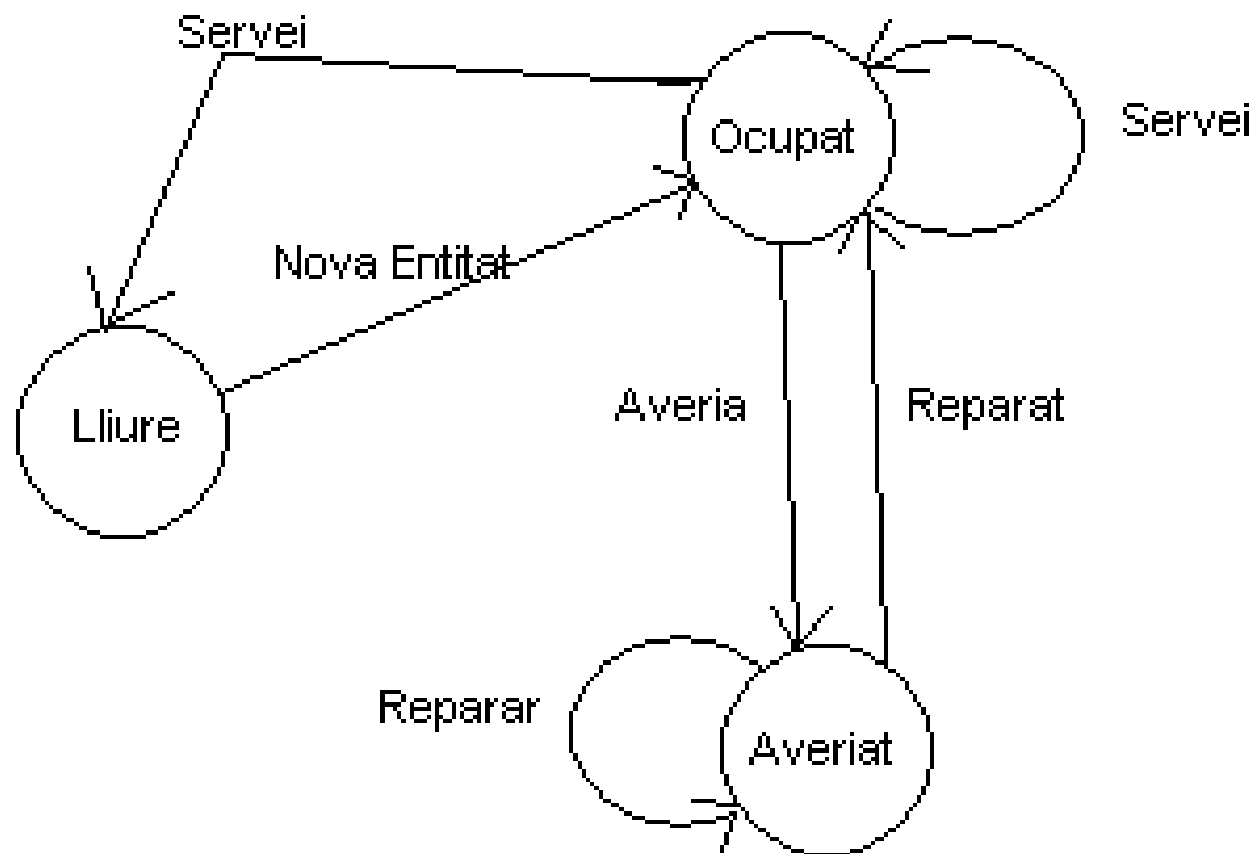 Servei
Ocupat
Servei
Nova Entitat
Lliure
Averia
Reparat
Reparar
Averiat